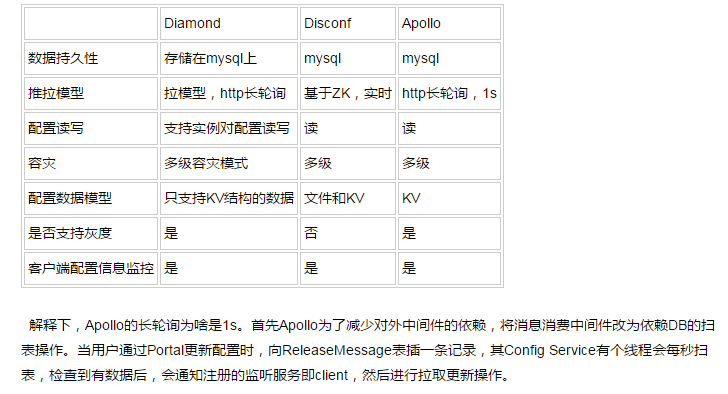 Diamond Disconf Apollo
数据持久性 存储在mysql上 mysql mysql
推拉模型 拉模型，http长轮询 基于ZK，实时 http长轮询，1s
配置读写 支持实例对配置读写 读 读
容灾 多级容灾模式 多级 多级
配置数据模型 只支持KV结构的数据 文件和KV KV
是否支持灰度 是 否 是
客户端配置信息监控 是 是 是
解释下，Apollo的长轮询为啥是1s。首先Apollo为了减少对外中间件的依赖，将消息消费中间件改为依赖DB的扫
表操作。当用户通过Portal更新配置时，向ReleaseMessage表插一条记录，其Config Service有个线程会每秒扫
表，检查到有数据后，会通知注册的监听服务即client，然后进行拉取更新操作。